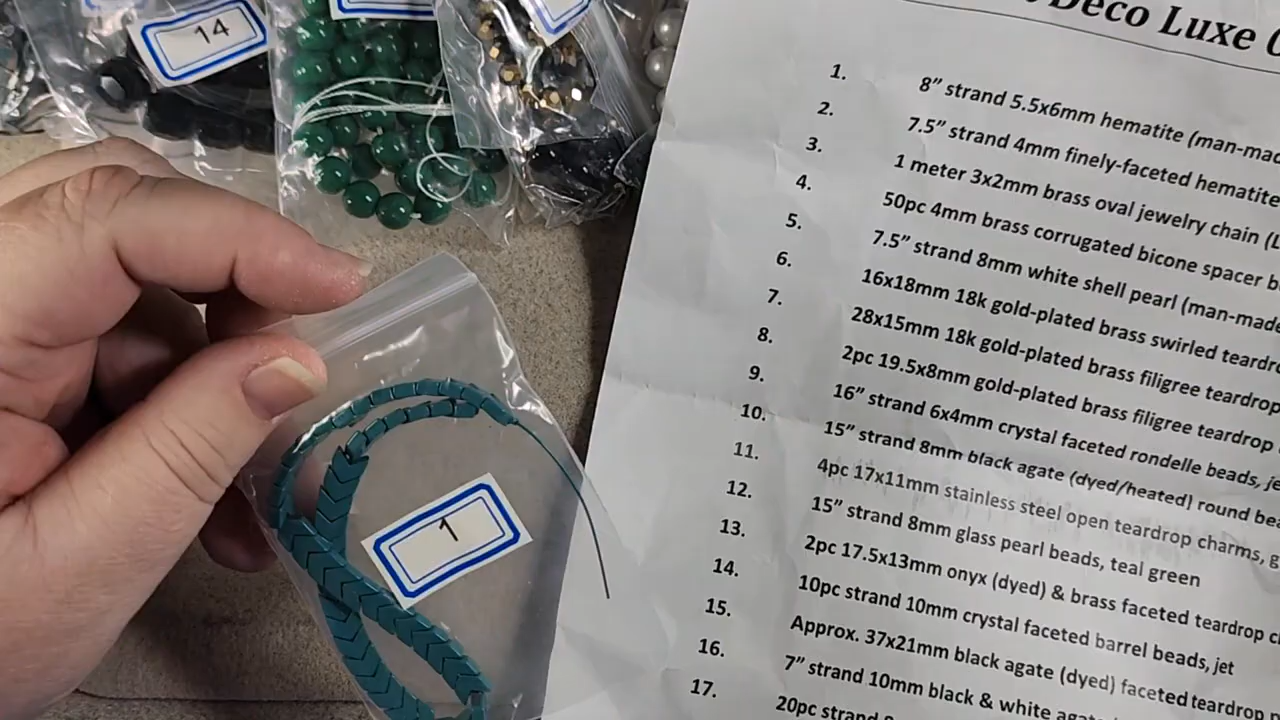 14
Deco Luxe
1. 8” strand 5.5x6mm hematite (man-mad
2. 7.5” strand 4mm finely-faceted hematite
3. 1 meter 3x2mm brass oval jewelry chain (L
4. 50pc 4mm brass corrugated bicone spacer b
5. 7.5” strand 8mm white shell pearl (man-made
6. 16x18mm 18k gold-plated brass swirled teardr
7. 28x15mm 18k gold-plated brass filigree teardrop
8. 2pc 19.5x8mm gold-plated brass filigree teardrop
9. 16” strand 6x4mm crystal faceted rondelle beads, je
10. 15” strand 8mm black agate (dyed/heated] round bea
11. 4pc 17x11mm stainless steel open teardrop charms, g
12. 15” strand 8mm glass pearl beads, teal green
13. 2pc 17.5x13mm onyx (dyed) & brass faceted teardrop c
14. 10pc strand 10mm crystal faceted barrel beads, jet
15. Approx. 37x21mm black agate (dyed) faceted teardrop
16. 7” strand 10mm black & white agat
17. 20pc strand
1